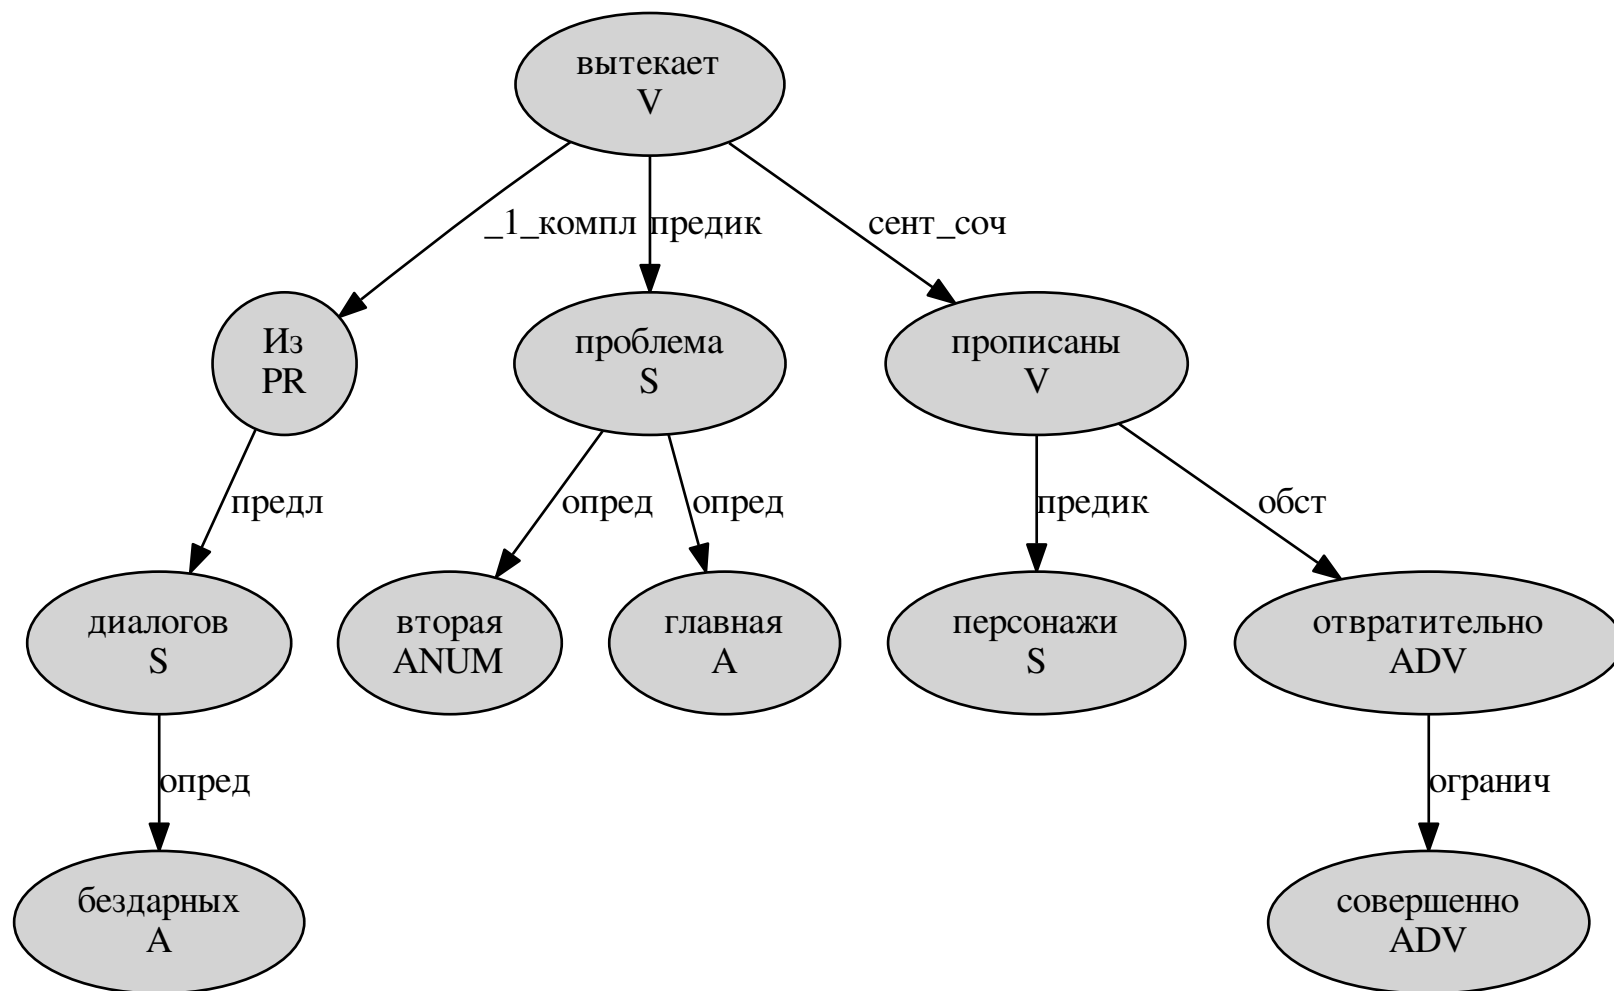 вытекает
V
_1_компл
предик
сент_соч
Из
PR
проблема
S
прописаны
V
предл
опред
опред
предик
обст
диалогов
S
вторая
ANUM
главная
A
персонажи
S
отвратительно
ADV
опред
огранич
бездарных
A
совершенно
ADV